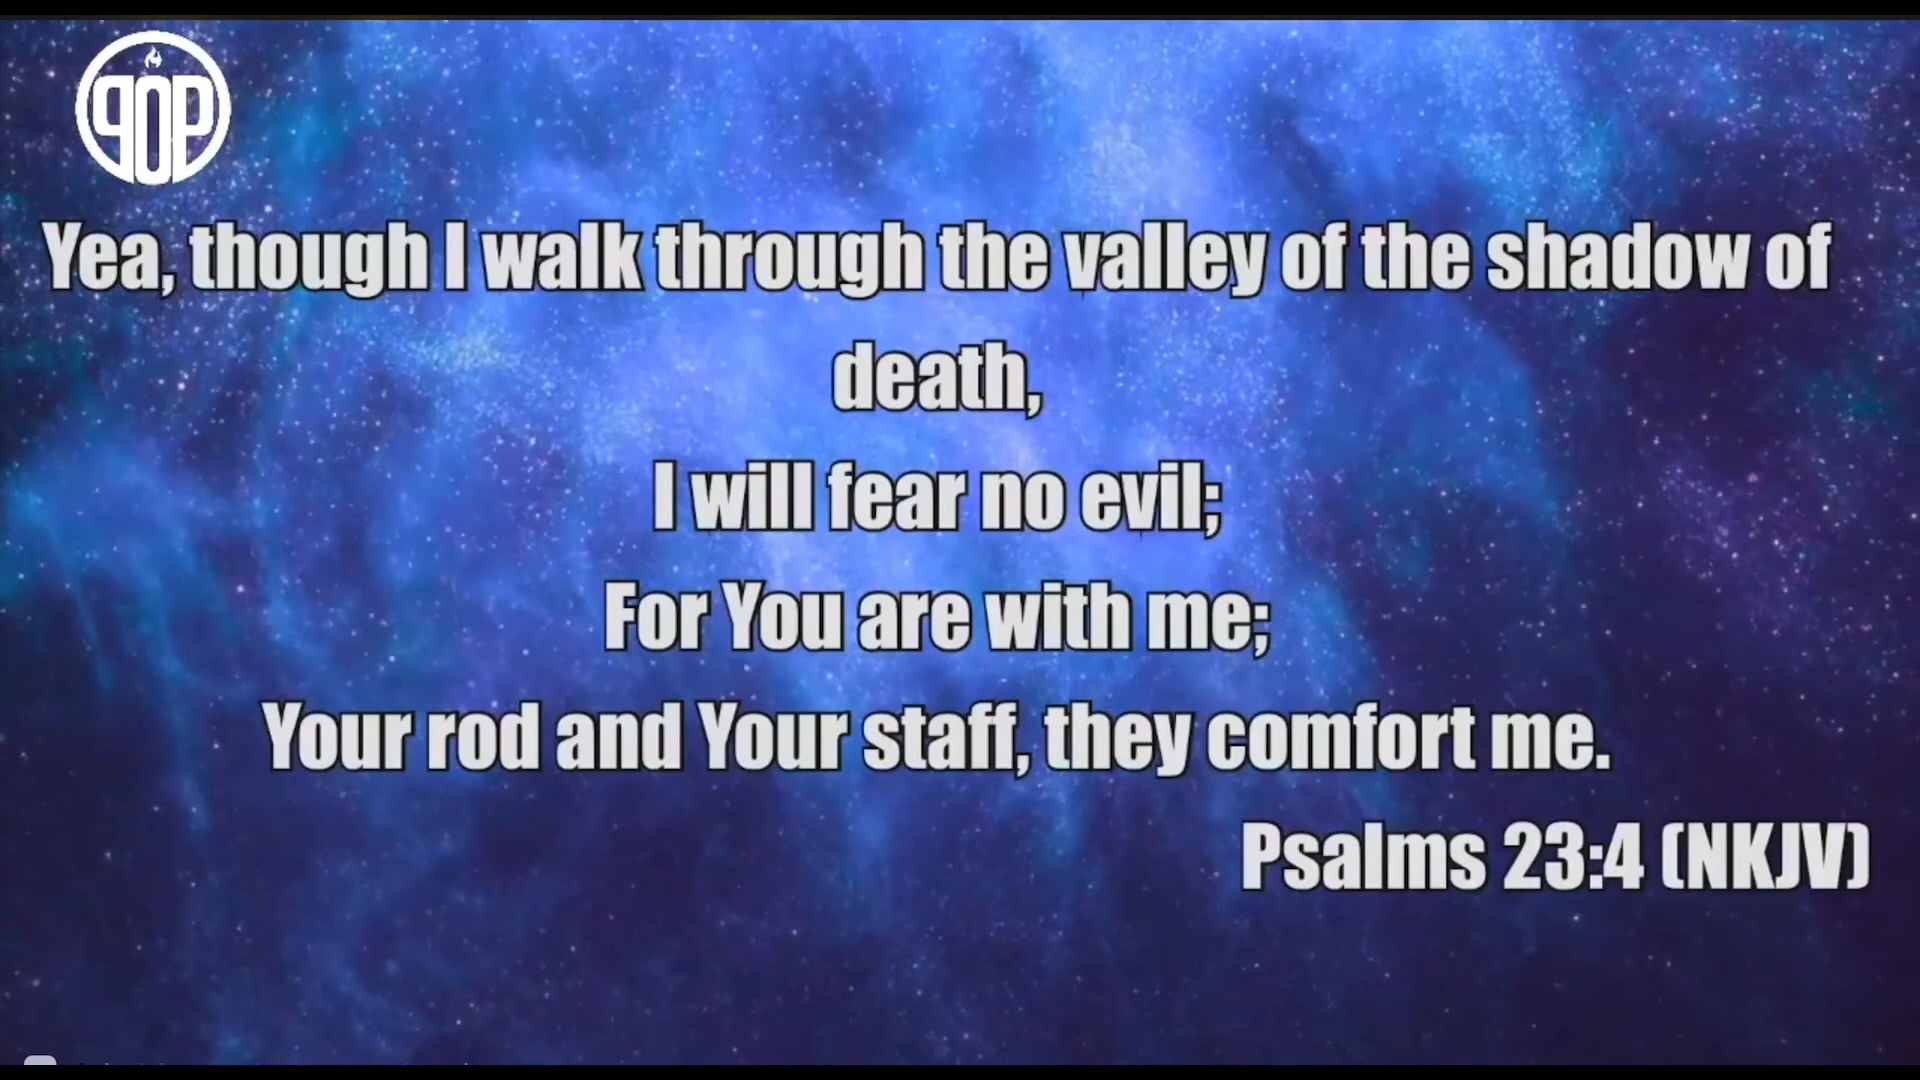 POP
Yea, though I walk through the valley of the shadow of
death,
I will fear no evil;
For You are with me;
Your rod and Your staff, they comfort me.
Psalms 23:4 (NKJV)